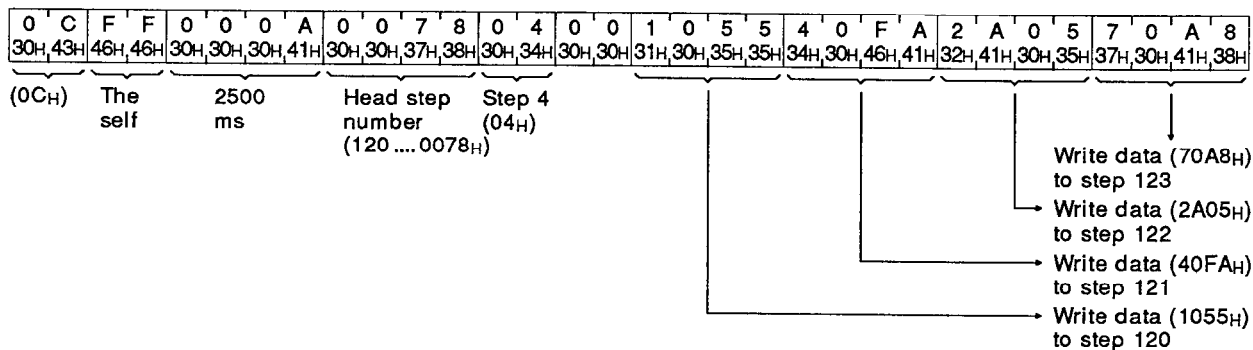 0 C F F 0 0 0 A 0 0 7 8 0 4 0 0 1 0 5 5 4 0 F A 2 A 0 5 7 0 A 8
30H,43H 46H,46H 30H,30H,30H,41H 30H,30H,37H,38H 30H,34H 30H,30H 31H,30H,35H,35H 34H,30H,46H,41H 32H,41H,30H,35H 37H,30H,41H,38H
(0CH) The 2500 Head step Step 4
self ms number (04H)
(120 .... 0078H)
Write data (70A8H)
to step 123
Write data (2A05H)
to step 122
Write data (40FAH)
to step 121
Write data (1055H)
to step 120